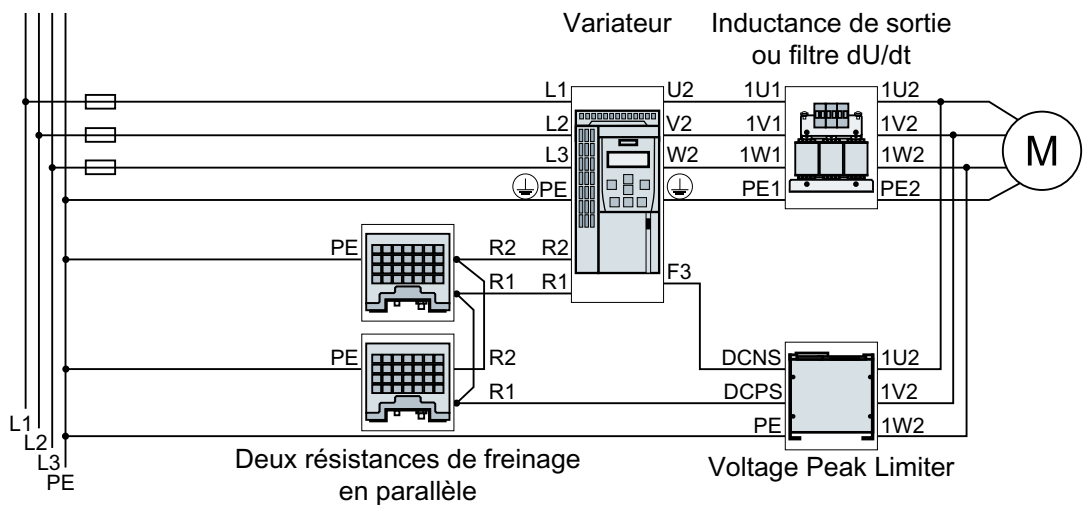 Variateur
Inductance de sortie
ou filtre dU/dt
L1 U2 1U1 1U2
L2 V2 1V1 1V2
L3 W2 1W1 1W2
PE PE1 PE2
M
PE R2 R2
R1 R1 F3
PE R2 DCNS 1U2
R1 DCPS 1V2
PE 1W2
L1
L2
L3
PE
Deux résistances de freinage
en parallèle
Voltage Peak Limiter